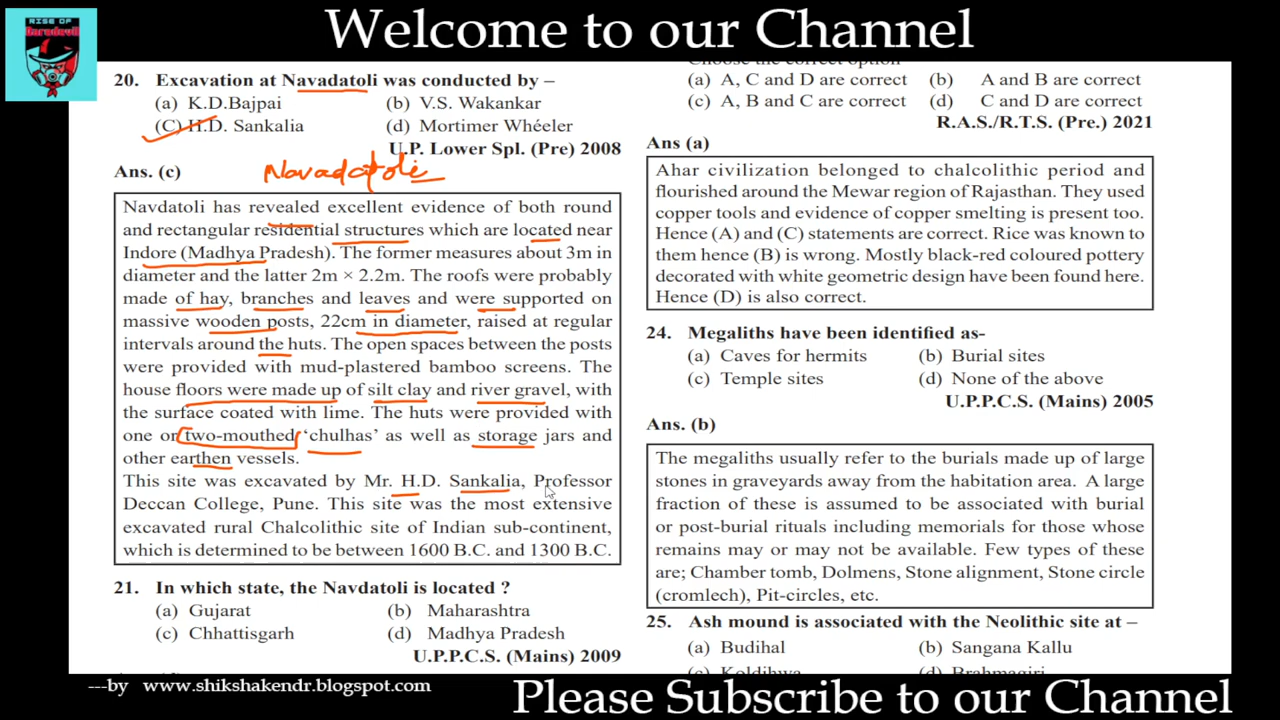 RISE OF
Daredevil
Welcome to our Channel
20. Excavation at Navadatoli was conducted by –
(a) K.D.Bajpai (b) V.S. Wakankar
(C) H.D. Sankalia (d) Mortimer Whéeler
U.P. Lower Spl. (Pre) 2008
Ans. (c) Navadatoli
Navdatoli has revealed excellent evidence of both round
and rectangular residential structures which are located near
Indore (Madhya Pradesh). The former measures about 3m in
diameter and the latter 2m × 2.2m. The roofs were probably
made of hay, branches and leaves and were supported on
massive wooden posts, 22cm in diameter, raised at regular
intervals around the huts. The open spaces between the posts
were provided with mud-plastered bamboo screens. The
house floors were made up of silt clay and river gravel, with
the surface coated with lime. The huts were provided with
one or two-mouthed ‘chulhas’ as well as storage jars and
other earthen vessels.
This site was excavated by Mr. H.D. Sankalia, Professor
Deccan College, Pune. This site was the most extensive
excavated rural Chalcolithic site of Indian sub-continent,
which is determined to be between 1600 B.C. and 1300 B.C.
21. In which state, the Navdatoli is located ?
(a) Gujarat (b) Maharashtra
(c) Chhattisgarh (d) Madhya Pradesh
U.P.P.C.S. (Mains) 2009
Choose the correct option
(a) A, C and D are correct (b) A and B are correct
(c) A, B and C are correct (d) C and D are correct
R.A.S./R.T.S. (Pre.) 2021
Ans (a)
Ahar civilization belonged to chalcolithic period and
flourished around the Mewar region of Rajasthan. They used
copper tools and evidence of copper smelting is present too.
Hence (A) and (C) statements are correct. Rice was known to
them hence (B) is wrong. Mostly black-red coloured pottery
decorated with white geometric design have been found here.
Hence (D) is also correct.
24. Megaliths have been identified as-
(a) Caves for hermits (b) Burial sites
(c) Temple sites (d) None of the above
U.P.P.C.S. (Mains) 2005
Ans. (b)
The megaliths usually refer to the burials made up of large
stones in graveyards away from the habitation area. A large
fraction of these is assumed to be associated with burial
or post-burial rituals including memorials for those whose
remains may or may not be available. Few types of these
are; Chamber tomb, Dolmens, Stone alignment, Stone circle
(cromlech), Pit-circles, etc.
25. Ash mound is associated with the Neolithic site at –
(a) Budihal (b) Sangana Kallu
(c) Koldihwa (d) Brahmagiri
---by www.shikshakendr.blogspot.com
Please Subscribe to our Channel